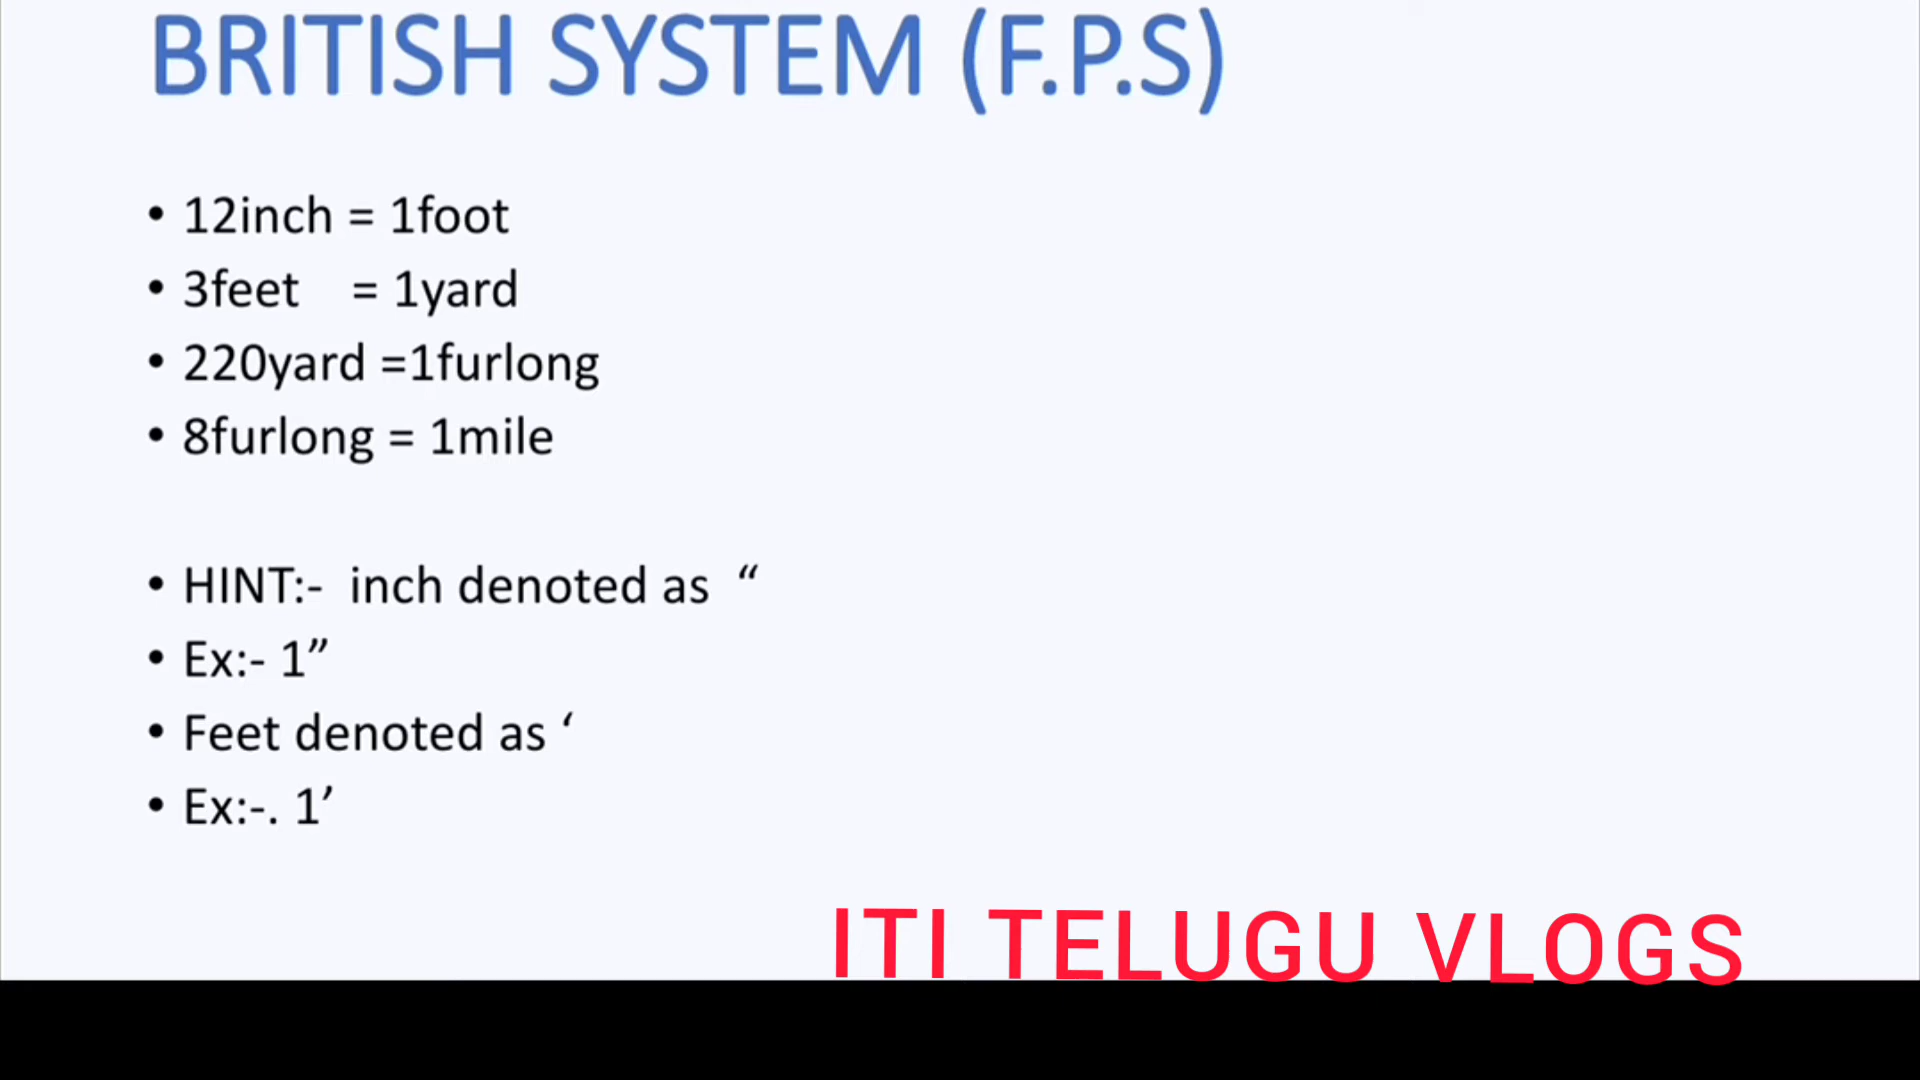 BRITISH SYSTEM (F.P.S)
• 12inch = 1foot
• 3feet = 1yard
• 220yard =1furlong
• 8furlong = 1mile
• HINT:- inch denoted as “
• Ex:- 1”
• Feet denoted as ‘
• Ex:-. 1’
ITI TELUGU VLOGS